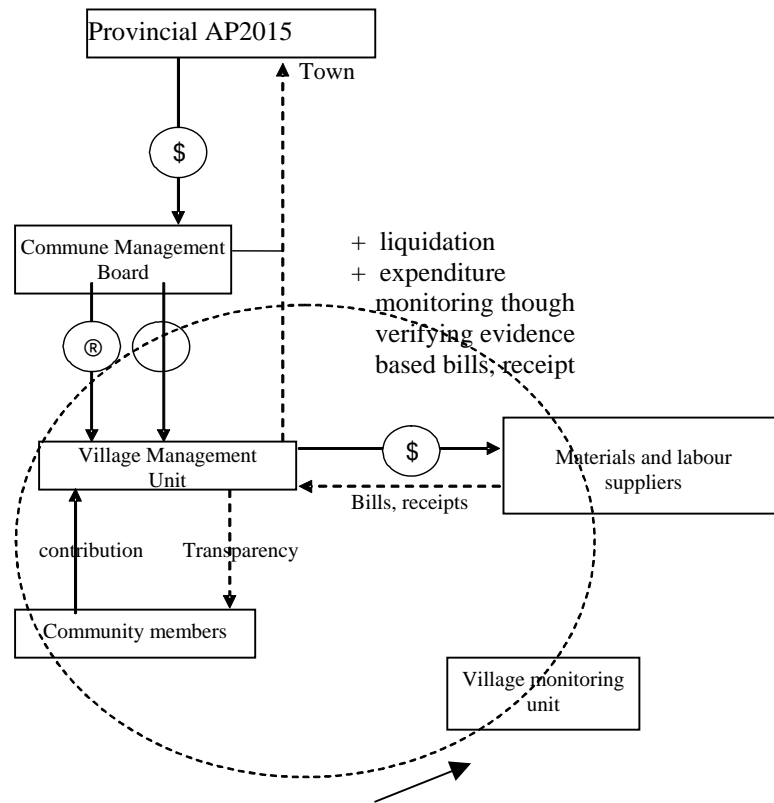 Provincial AP2015
Town
$
Commune Management
Board
+ liquidation
+ expenditure
monitoring though
verifying evidence
based bills, receipt
®
Village Management
Unit
$
Materials and labour
suppliers
Bills, receipts
contribution
Transparency
Community members
Village monitoring
unit